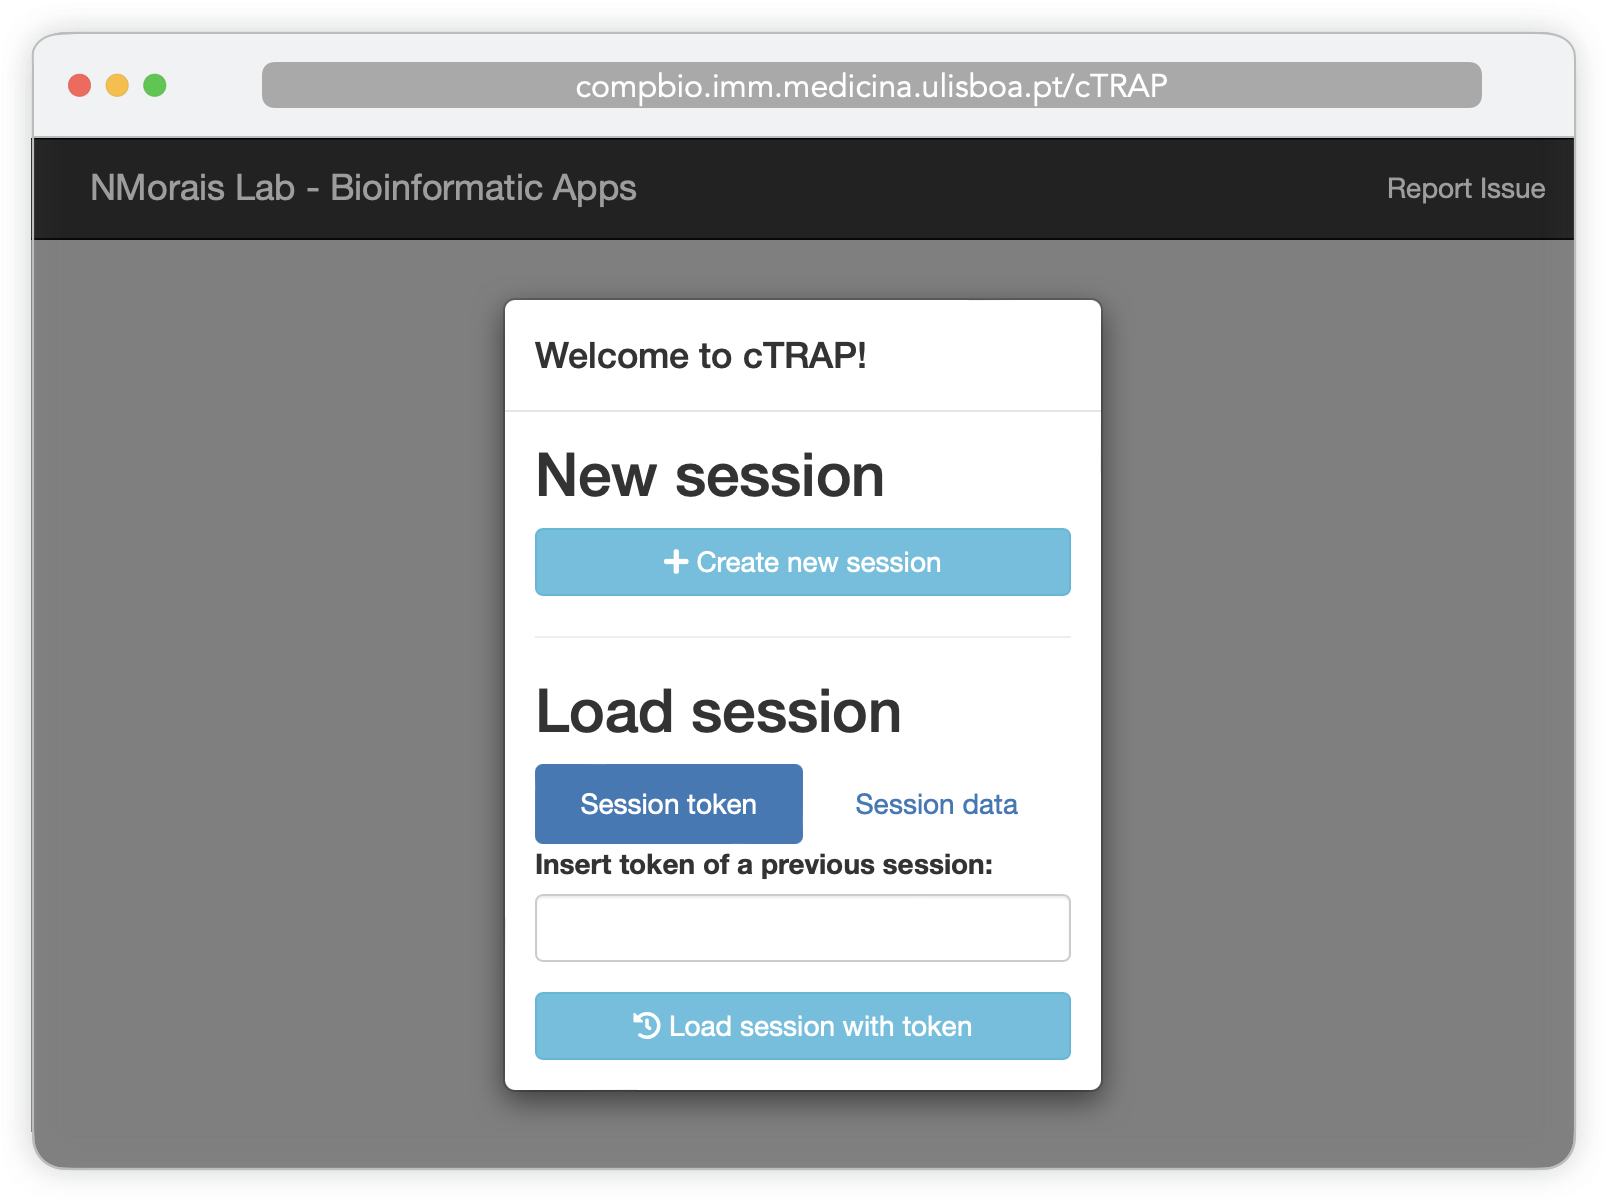 compbio.imm.medicina.ulisboa.pt/cTRAP
NMorais Lab - Bioinformatic Apps
Report Issue
Welcome to cTRAP!
New session
Create new session
Load session
Session token
Session data
Insert token of a previous session:
Load session with token